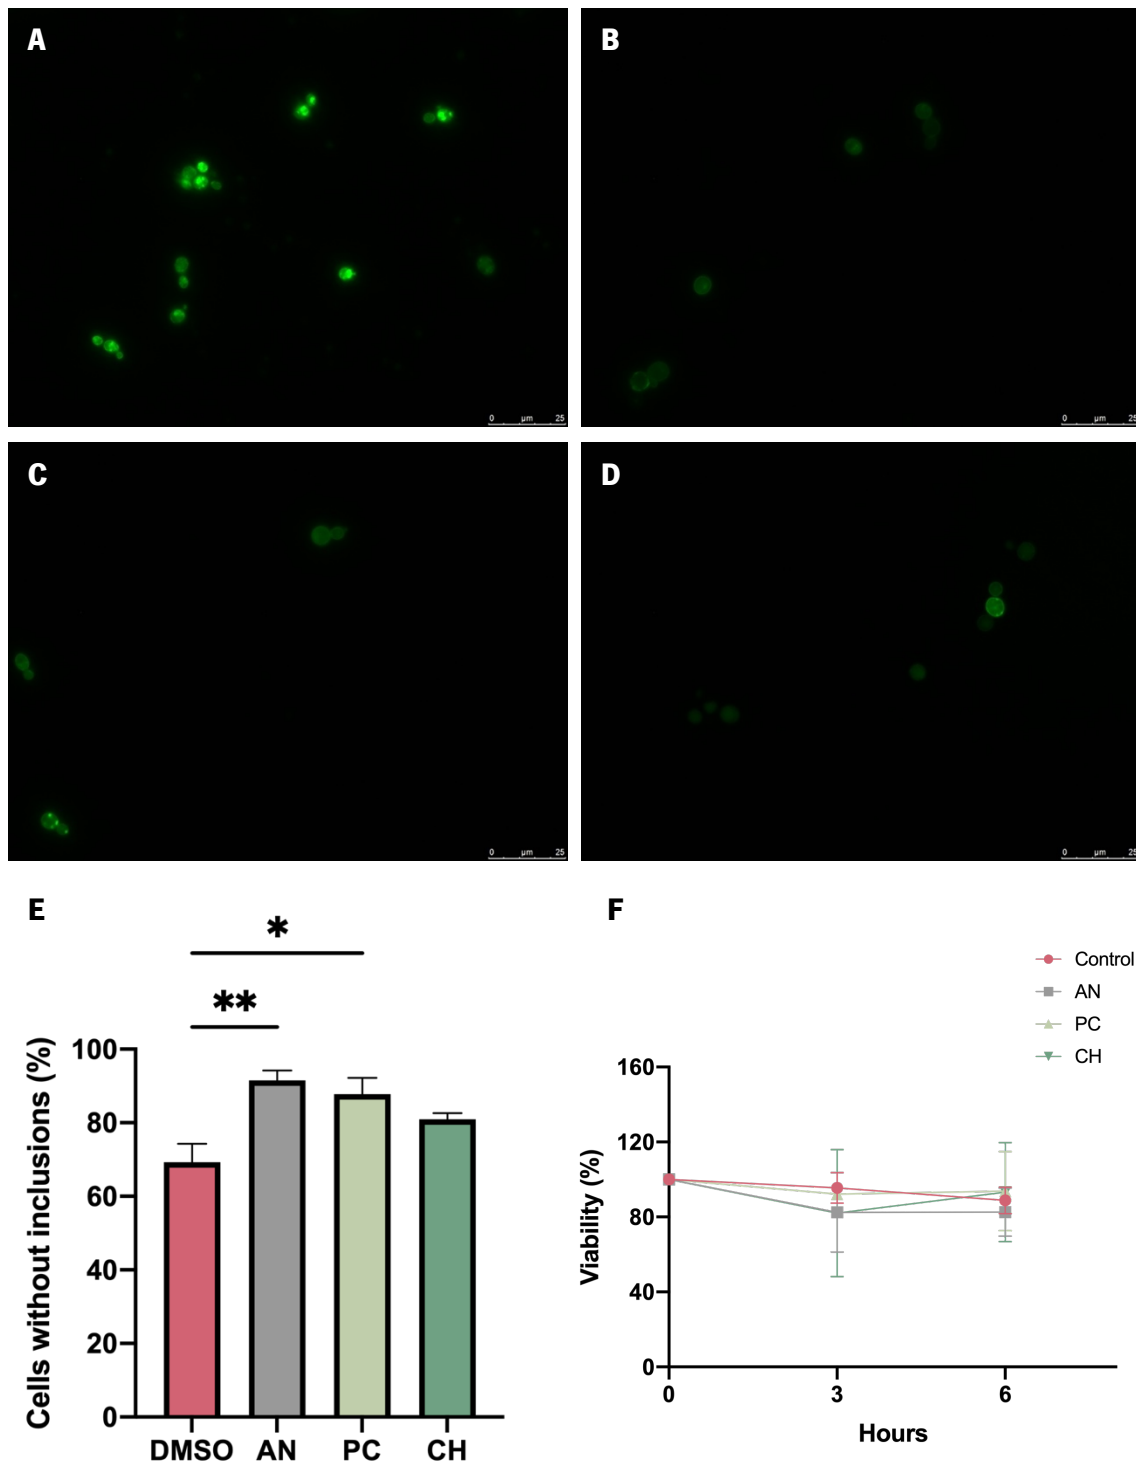 A
B
0 µm 25
0 µm 25
C
D
0 µm 25
0 µm 25
E
F
*
**
Cells without inclusions (%)
100
80
60
40
20
0
DMSO AN PC CH
Control
AN
PC
CH
Viability (%)
160
120
80
40
0
0 3 6
Hours